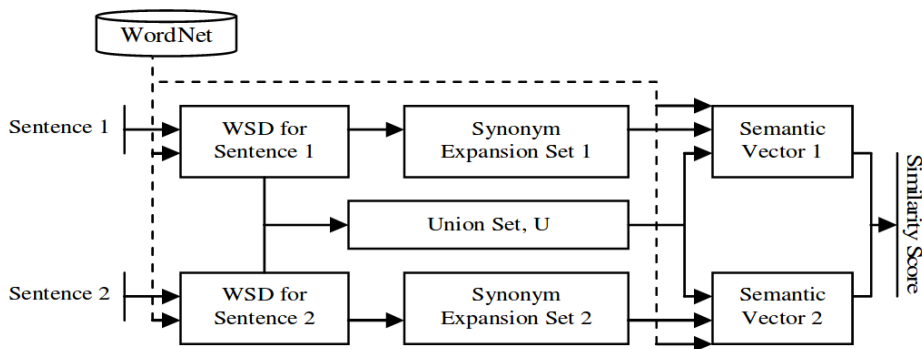 WordNet
Sentence 1
WSD for
Sentence 1
Synonym
Expansion Set 1
Semantic
Vector 1
Union Set, U
Similarity
Score
Sentence 2
WSD for
Sentence 2
Synonym
Expansion Set 2
Semantic
Vector 2